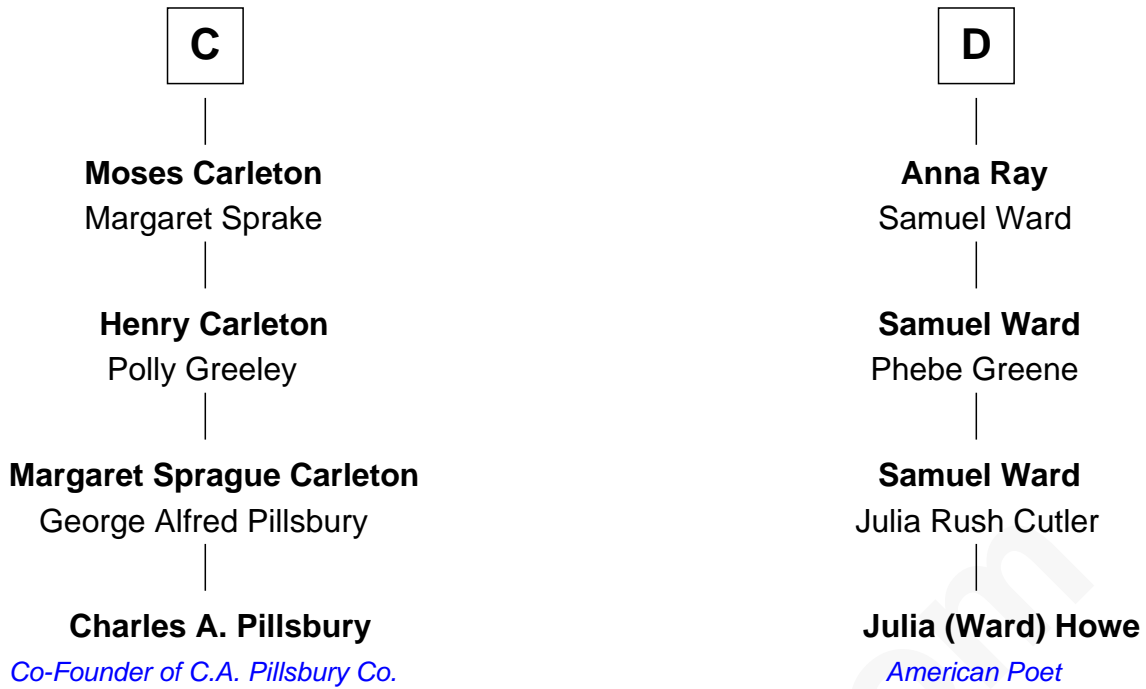 C
Moses Carleton
Margaret Sprake
Henry Carleton
Polly Greeley
Margaret Sprague Carleton
George Alfred Pillsbury
Charles A. Pillsbury
Co-Founder of C.A. Pillsbury Co.
D
Anna Ray
Samuel Ward
Samuel Ward
Phebe Greene
Samuel Ward
Julia Rush Cutler
Julia (Ward) Howe
American Poet